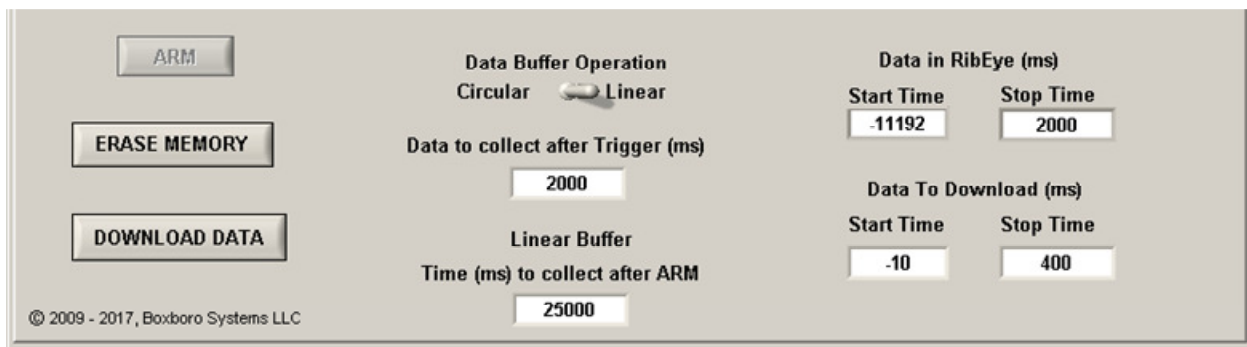 ARM
ERASE MEMORY
DOWNLOAD DATA
© 2009 - 2017, Boxboro Systems LLC
Data Buffer Operation
Circular Linear
Data to collect after Trigger (ms)
2000
Linear Buffer
Time (ms) to collect after ARM
25000
Data in RibEye (ms)
Start Time Stop Time
-11192 2000
Data To Download (ms)
Start Time Stop Time
-10 400